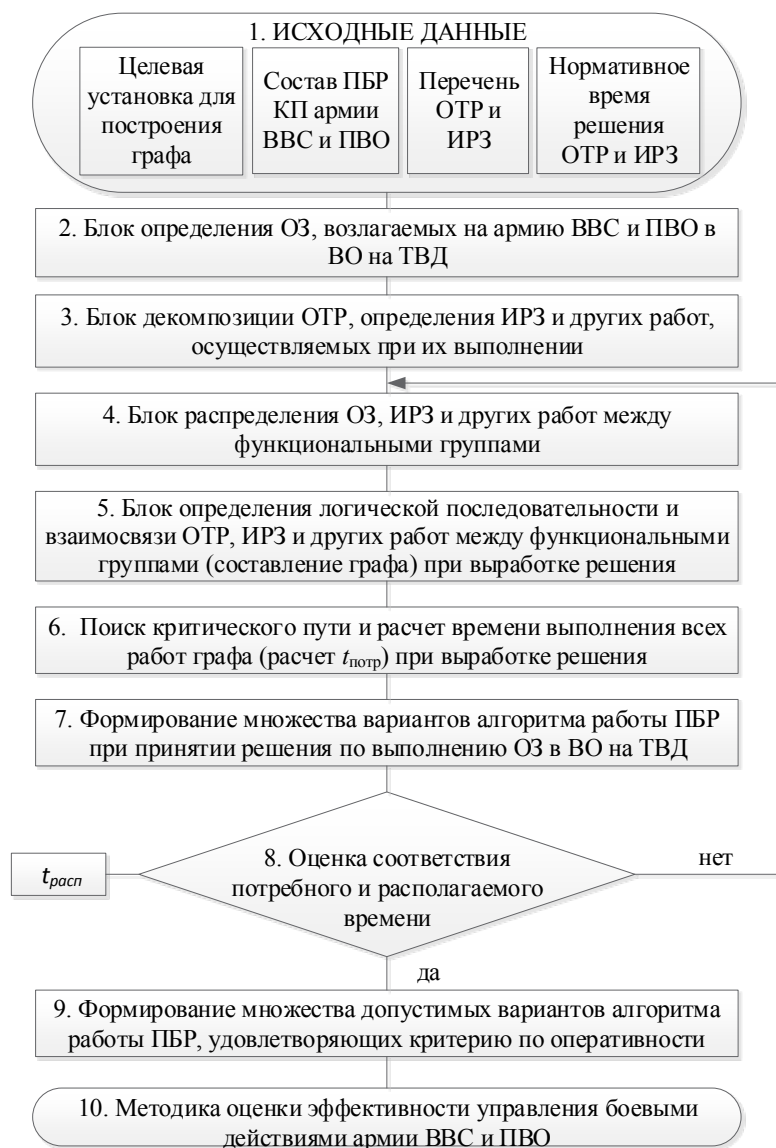 1. ИСХОДНЫЕ ДАННЫЕ
Целевая
установка для
построения
графа
Состав ПБР
КП армии
ВВС и ПВО
Перечень
ОТР и
ИРЗ
Нормативное
время
решения
ОТР и ИРЗ
2. Блок определения ОЗ, возлагаемых на армию ВВС и ПВО в
ВО на ТВД
3. Блок декомпозиции ОТР, определения ИРЗ и других работ,
осуществляемых при их выполнении
4. Блок распределения ОЗ, ИРЗ и других работ между
функциональными группами
5. Блок определения логической последовательности и
взаимосвязи ОТР, ИРЗ и других работ между функциональными
группами (составление графа) при выработке решения
6. Поиск критического пути и расчет времени выполнения всех
работ графа (расчет tпотр) при выработке решения
7. Формирование множества вариантов алгоритма работы ПБР
при принятии решения по выполнению ОЗ в ВО на ТВД
tрасп
8. Оценка соответствия
потребного и располагаемого
времени
нет
да
9. Формирование множества допустимых вариантов алгоритма
работы ПБР, удовлетворяющих критерию по оперативности
10. Методика оценки эффективности управления боевыми
действиями армии ВВС и ПВО